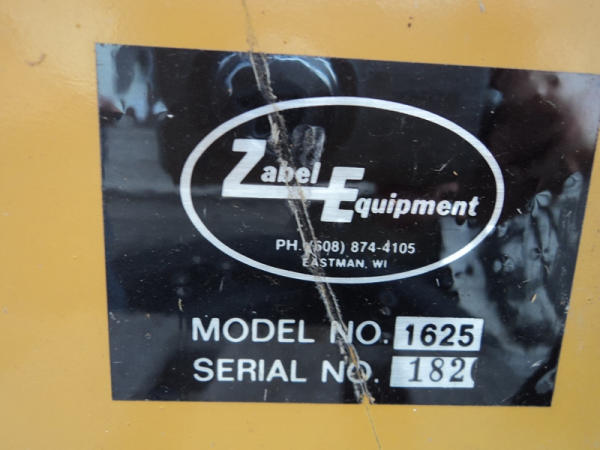 Zabel Equipment
PH. (608) 874-4105
EASTMAN, WI
MODEL NO. 1625
SERIAL NO. 182